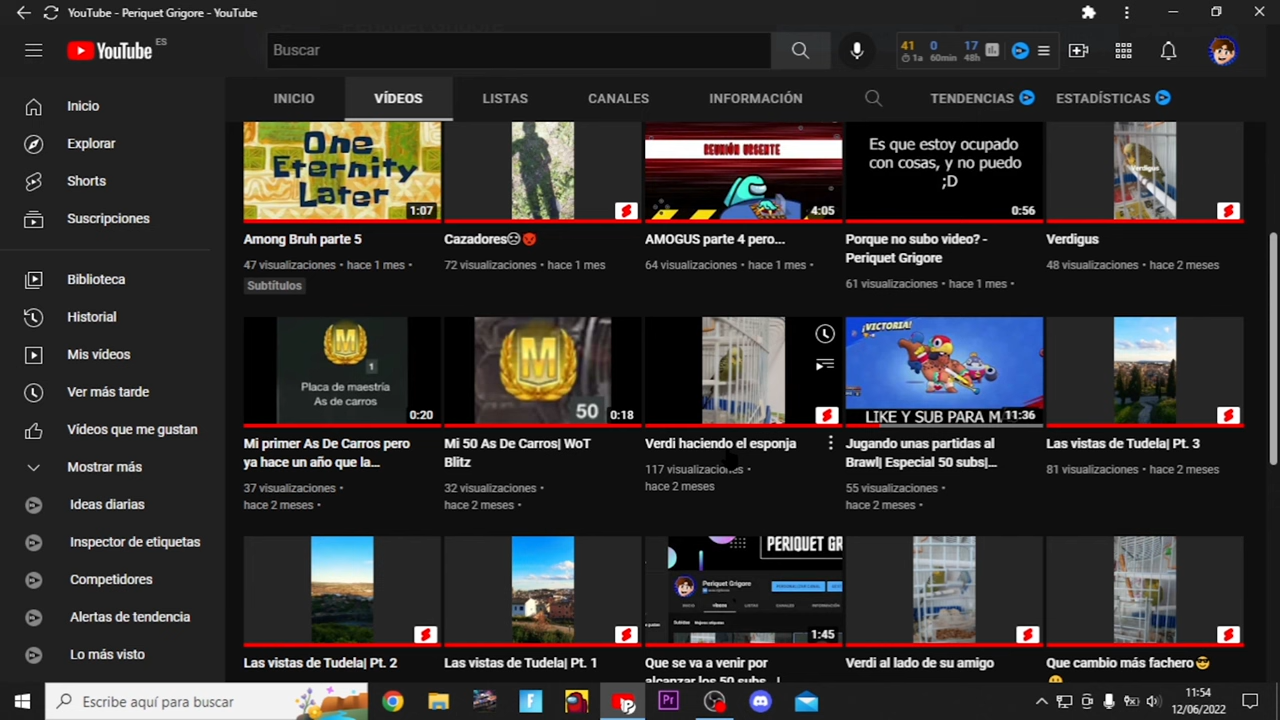 YouTube - Periquet Grigore - YouTube
YouTube ES
Buscar
41 0 17
1a 60min 48h
INICIO VÍDEOS LISTAS CANALES INFORMACIÓN TENDENCIAS ESTADÍSTICAS
Inicio
Explorar
Shorts
Suscripciones
Biblioteca
Historial
Mis vídeos
Ver más tarde
Vídeos que me gustan
Mostrar más
Ideas diarias
Inspector de etiquetas
Competidores
Alertas de tendencia
Lo más visto
One
Eternity
Later
1:07
Among Bruh parte 5
47 visualizaciones • hace 1 mes •
Subtítulos
Cazadores☹😡
72 visualizaciones • hace 1 mes
REUNIÓN URGENTE
4:05
AMOGUS parte 4 pero...
64 visualizaciones • hace 1 mes •
Es que estoy ocupado
con cosas, y no puedo
;D
0:56
Porque no subo video? -
Periquet Grigore
61 visualizaciones • hace 1 mes •
Verdigus
Verdigus
48 visualizaciones • hace 2 meses
M
1
Placa de maestría
As de carros
0:20
Mi primer As De Carros pero
ya hace un año que la...
37 visualizaciones •
hace 2 meses •
M
50
0:18
Mi 50 As De Carros| WoT
Blitz
32 visualizaciones •
hace 2 meses •
Verdi haciendo el esponja
117 visualizaciones •
hace 2 meses
¡VICTORIA!
LIKE Y SUB PARA M
11:36
Jugando unas partidas al
Brawl| Especial 50 subs|...
55 visualizaciones •
hace 2 meses •
Las vistas de Tudela| Pt. 3
81 visualizaciones • hace 2 meses
Las vistas de Tudela| Pt. 2
Las vistas de Tudela| Pt. 1
PERIQUET GR
Periquet Grigore
1:45
Que se va a venir por
alcanzar los 50 subs...|
Verdi al lado de su amigo
Que cambio más fachero😎
Escribe aquí para buscar
Pr
11:54
12/06/2022